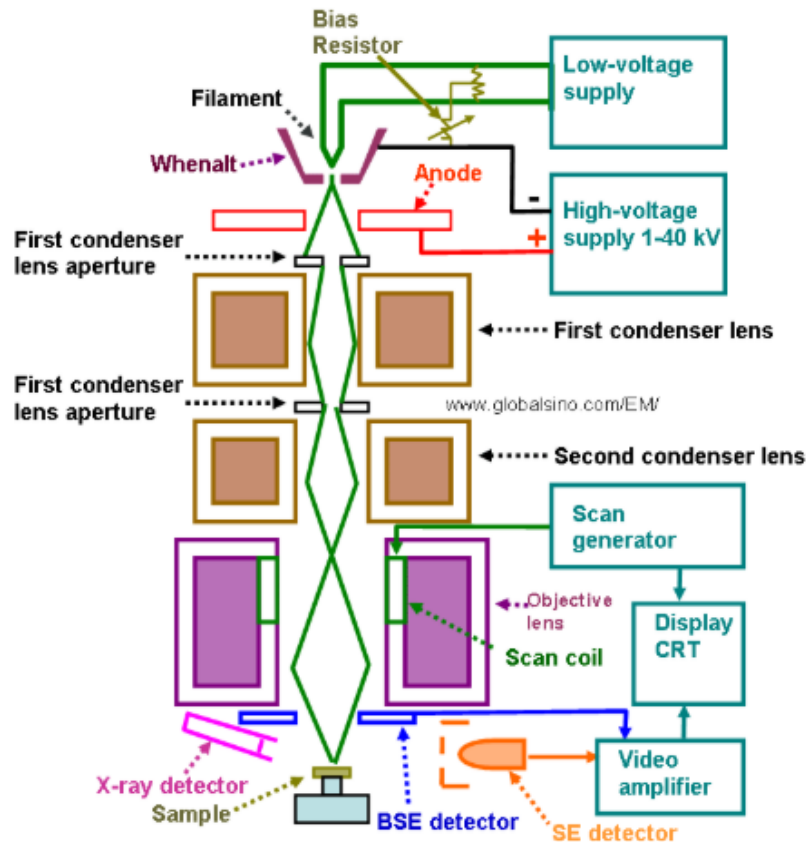 Bias
Resistor
Low-voltage
supply
Filament
Whenalt
Anode
-
High-voltage
supply 1-40 kV
+
First condenser
lens aperture
First condenser lens
First condenser
lens aperture
www.globalsino.com/EM/
Second condenser lens
Scan
generator
Objective
lens
Display
CRT
Scan coil
X-ray detector
Video
amplifier
Sample
BSE detector
SE detector